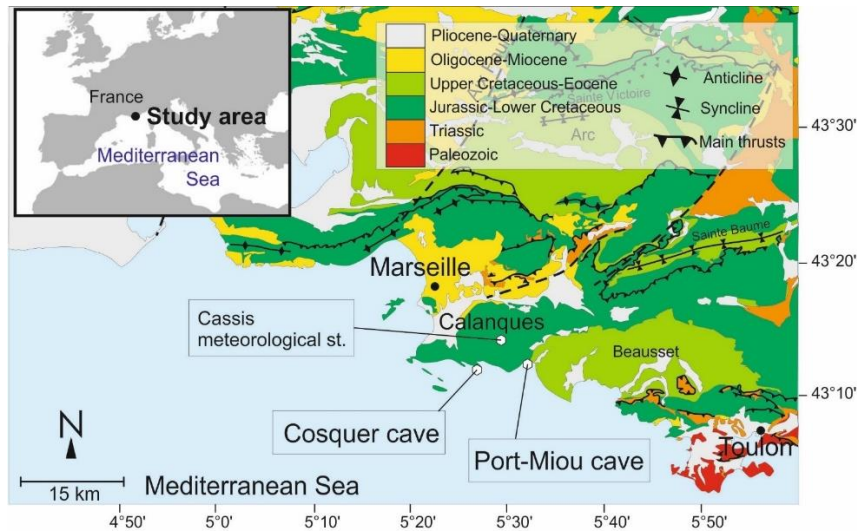 France
Study area
Mediterranean
Sea
Pliocene-Quaternary
Oligocene-Miocene
Upper Cretaceous-Eocene
Jurassic-Lower Cretaceous
Triassic
Paleozoic
Anticline
Syncline
Main thrusts
Sainte Victoire
Arc
43°30'
Sainte Baume
43°20'
Marseille
Cassis
meteorological st.
Calanques
Beausset
43°10'
Cosquer cave
Port-Miou cave
Toulon
N
15 km
Mediterranean Sea
4°50'
5°0'
5°10'
5°20'
5°30'
5°40'
5°50'